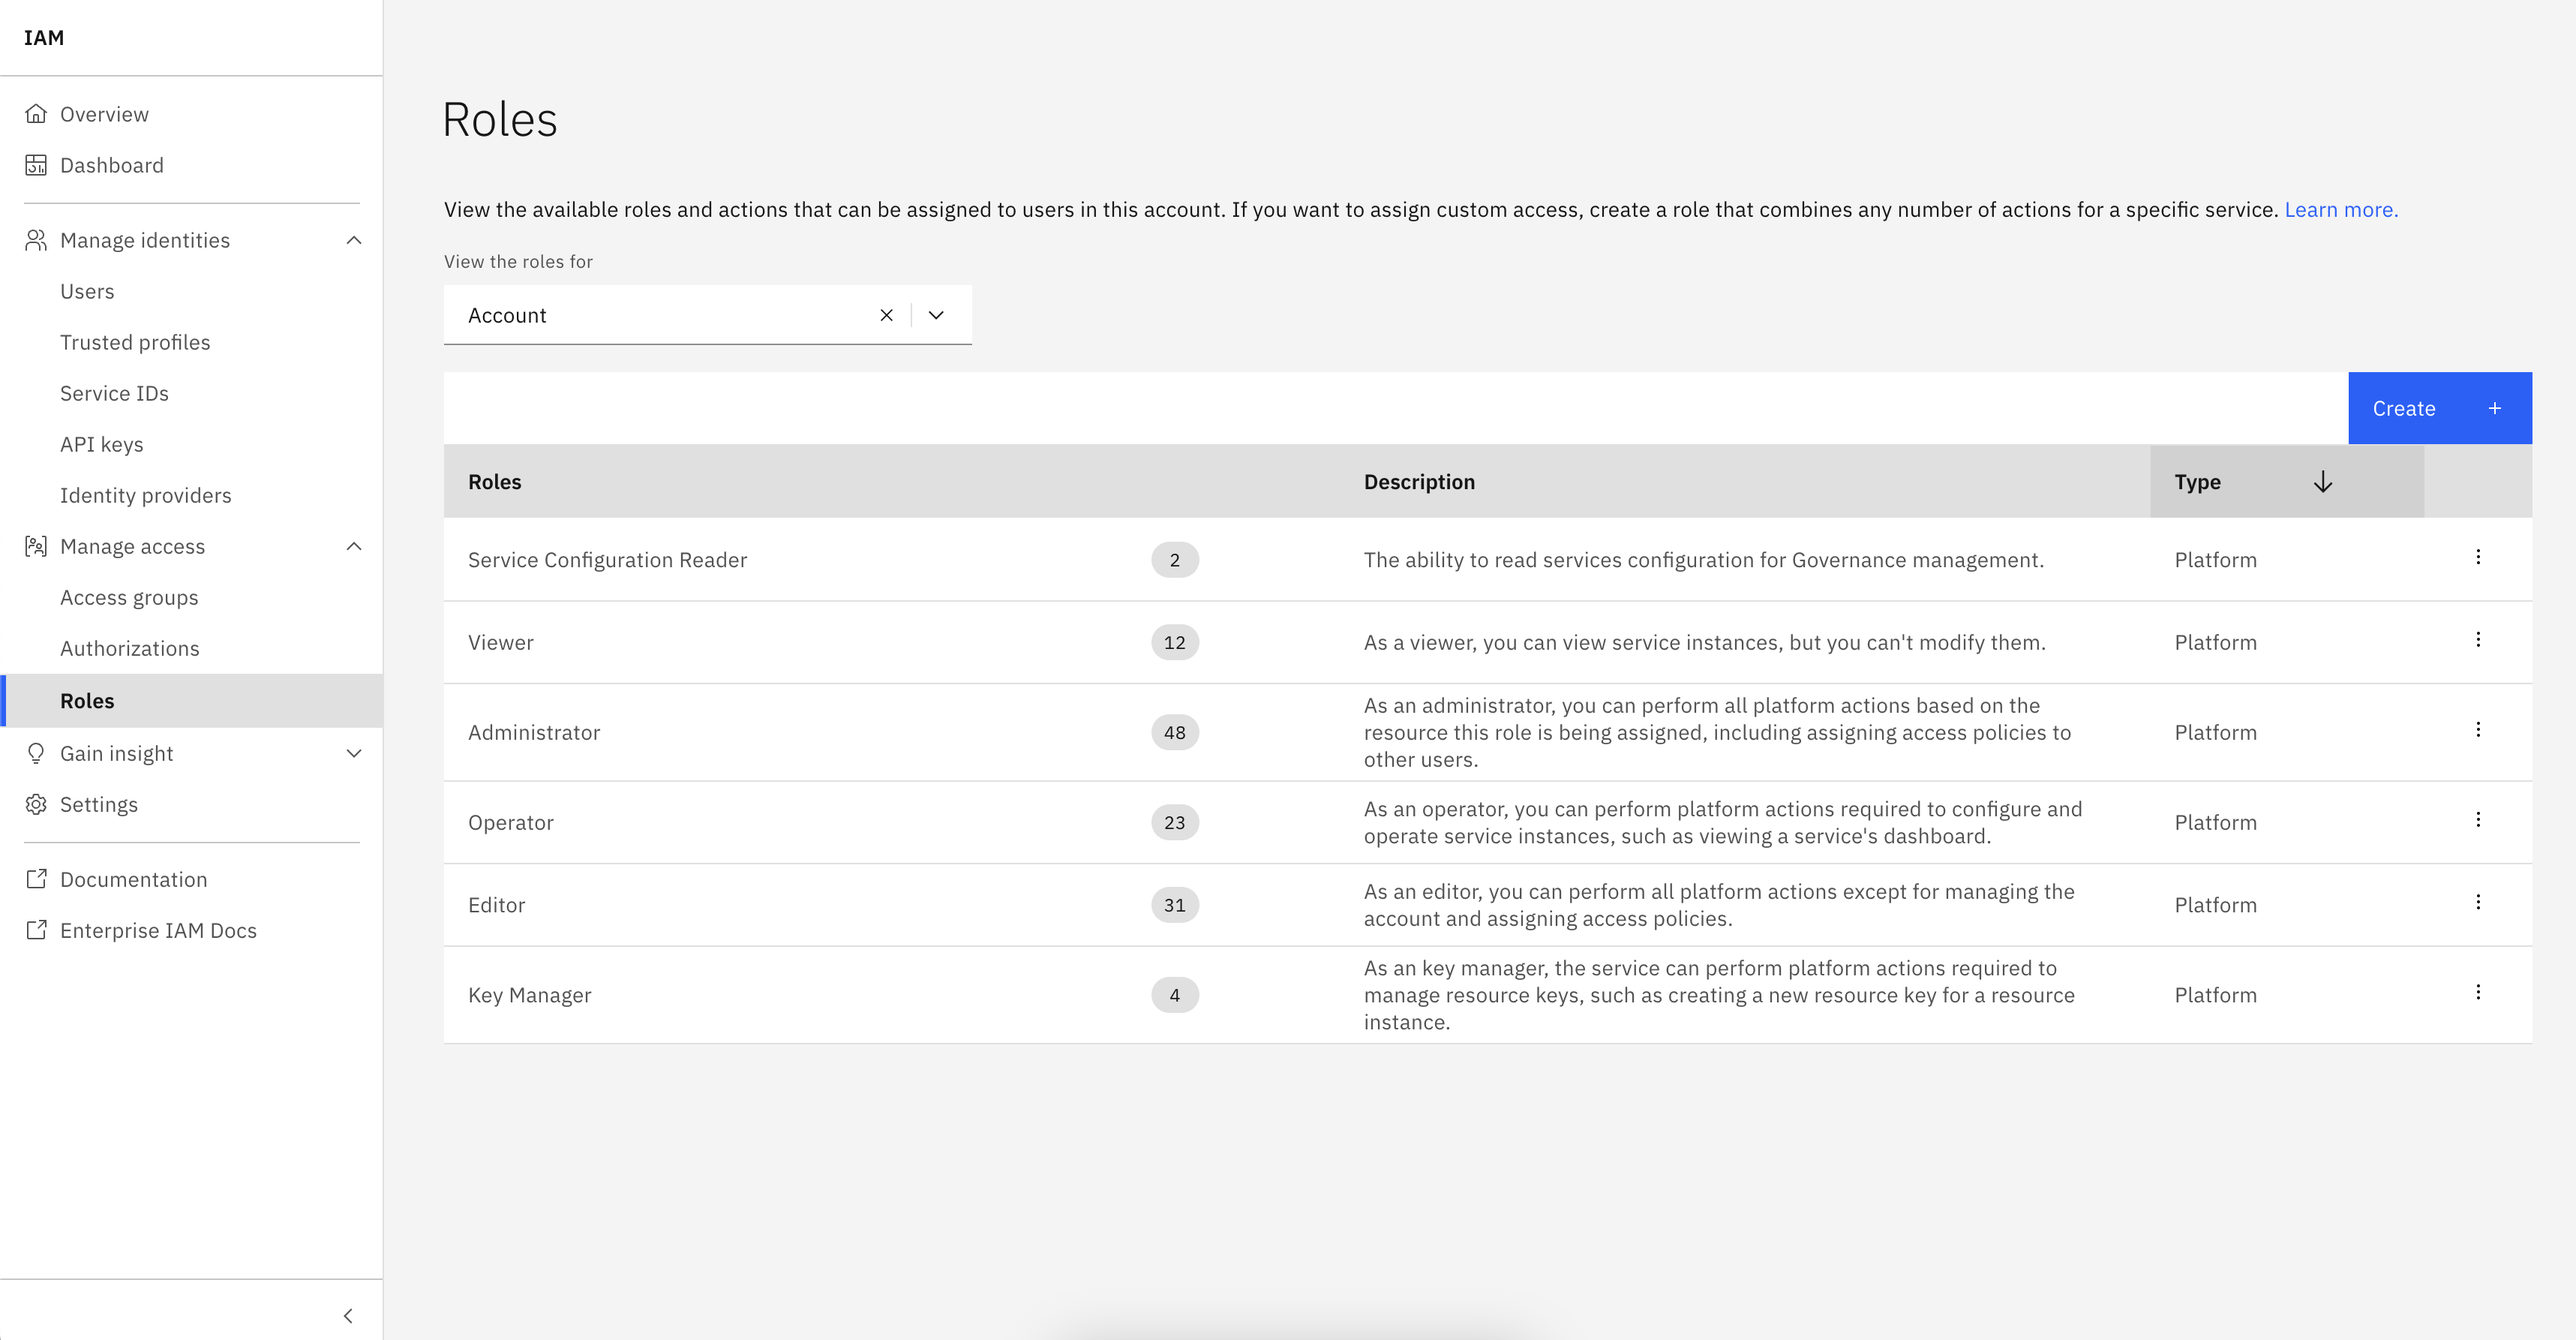 IAM
Overview
Dashboard
Manage identities
Users
Trusted profiles
Service IDs
API keys
Identity providers
Manage access
Access groups
Authorizations
Roles
Gain insight
Settings
Documentation
Enterprise IAM Docs
Roles
View the available roles and actions that can be assigned to users in this account. If you want to assign custom access, create a role that combines any number of actions for a specific service. Learn more.
View the roles for
Account
Create +
Roles Description Type
Service Configuration Reader 2 The ability to read services configuration for Governance management. Platform
Viewer 12 As a viewer, you can view service instances, but you can't modify them. Platform
As an administrator, you can perform all platform actions based on the
Administrator 48 resource this role is being assigned, including assigning access policies to Platform
other users.
As an operator, you can perform platform actions required to configure and
Operator 23 Platform
operate service instances, such as viewing a service's dashboard.
As an editor, you can perform all platform actions except for managing the
Editor 31 Platform
account and assigning access policies.
As an key manager, the service can perform platform actions required to
Key Manager 4 manage resource keys, such as creating a new resource key for a resource Platform
instance.